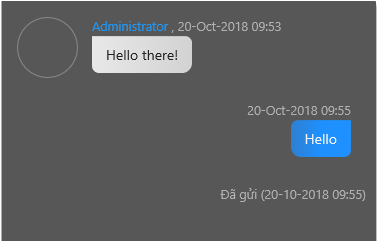 Administrator , 20-Oct-2018 09:53
Hello there!
20-Oct-2018 09:55
Hello
Đã gửi (20-10-2018 09:55)